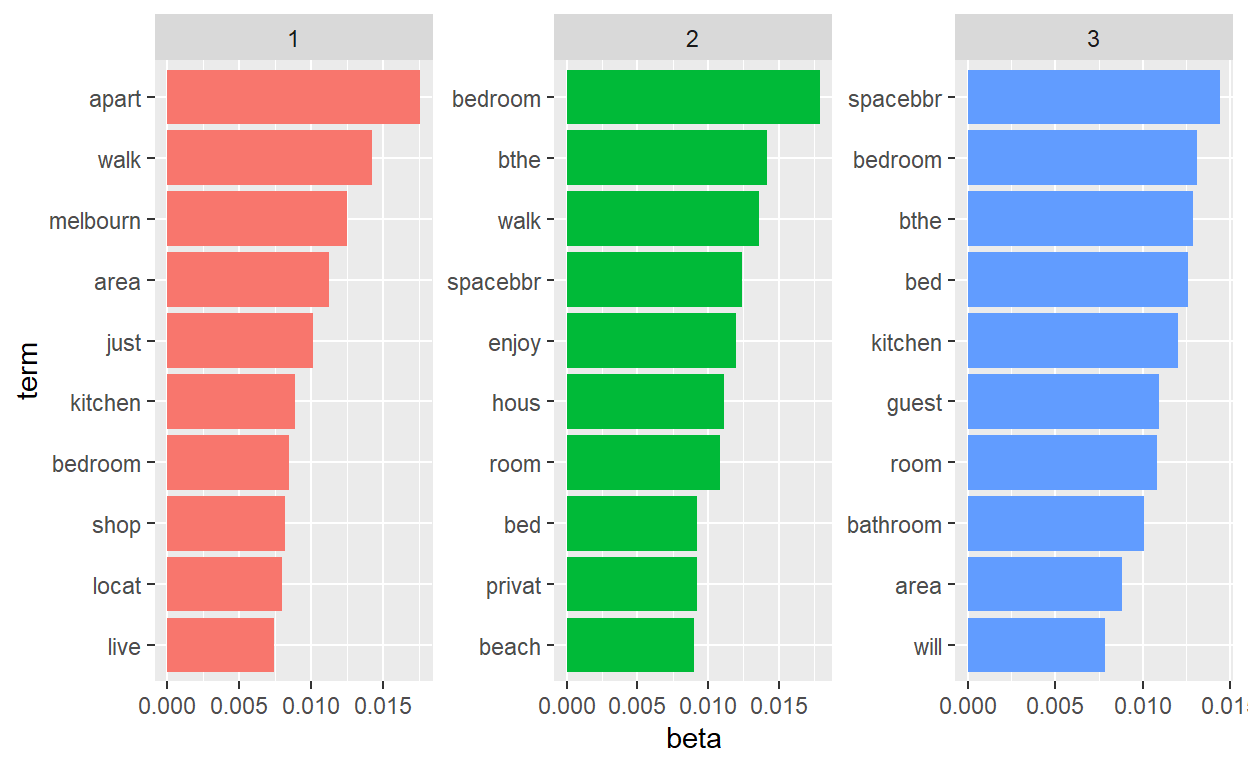 1
2
3
term
apart
walk
melbourn
area
just
kitchen
bedroom
shop
locat
live
0.000 0.005 0.010 0.015
bedroom
bthe
walk
spacebbr
enjoy
hous
room
bed
privat
beach
0.000 0.005 0.010 0.015
spacebbr
bedroom
bthe
bed
kitchen
guest
room
bathroom
area
will
0.000 0.005 0.010 0.01
beta